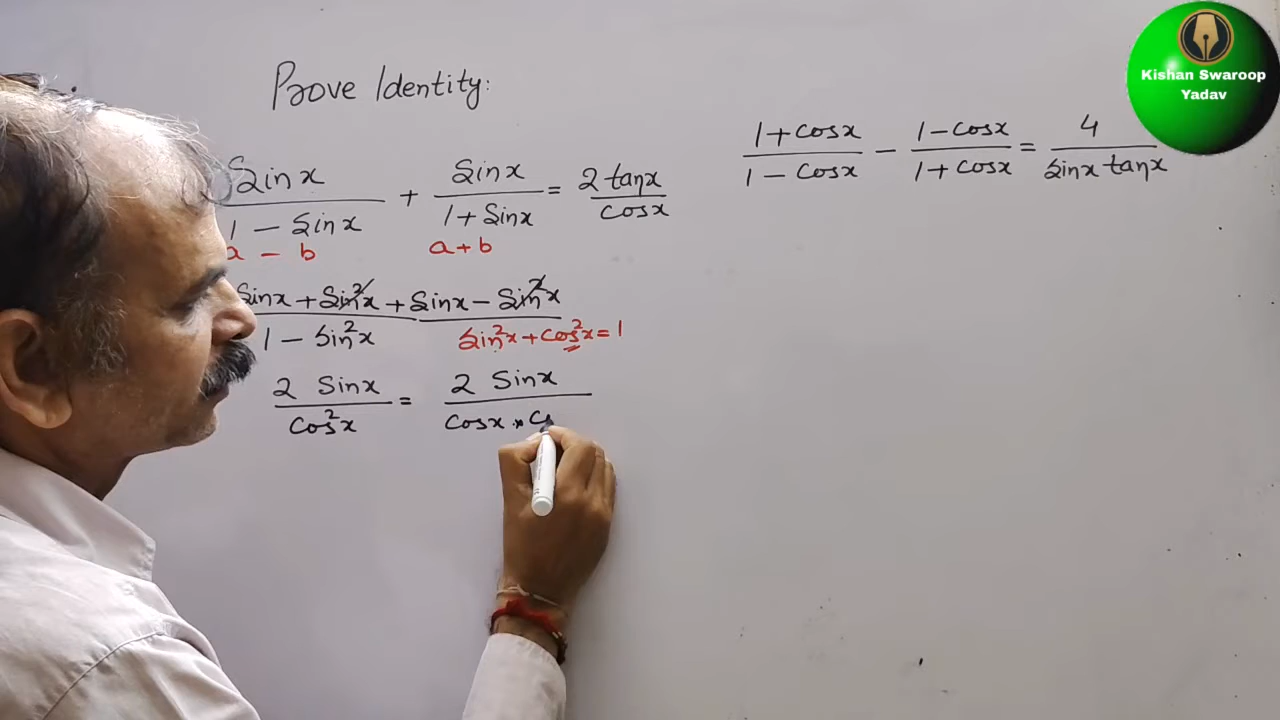 Prove Identity:
Sinx / 1 - Sinx + Sinx / 1 + Sinx = 2 tanx / cosx
a - b a + b
Sinx + Sin²x + Sinx - Sin²x / 1 - Sin²x
Sin²x + Cos²x = 1
2 Sinx / Cos²x = 2 Sinx / Cosx * C
1 + Cosx / 1 - Cosx - 1 - Cosx / 1 + Cosx = 4 / Sinx tanx
Kishan Swaroop
Yadav